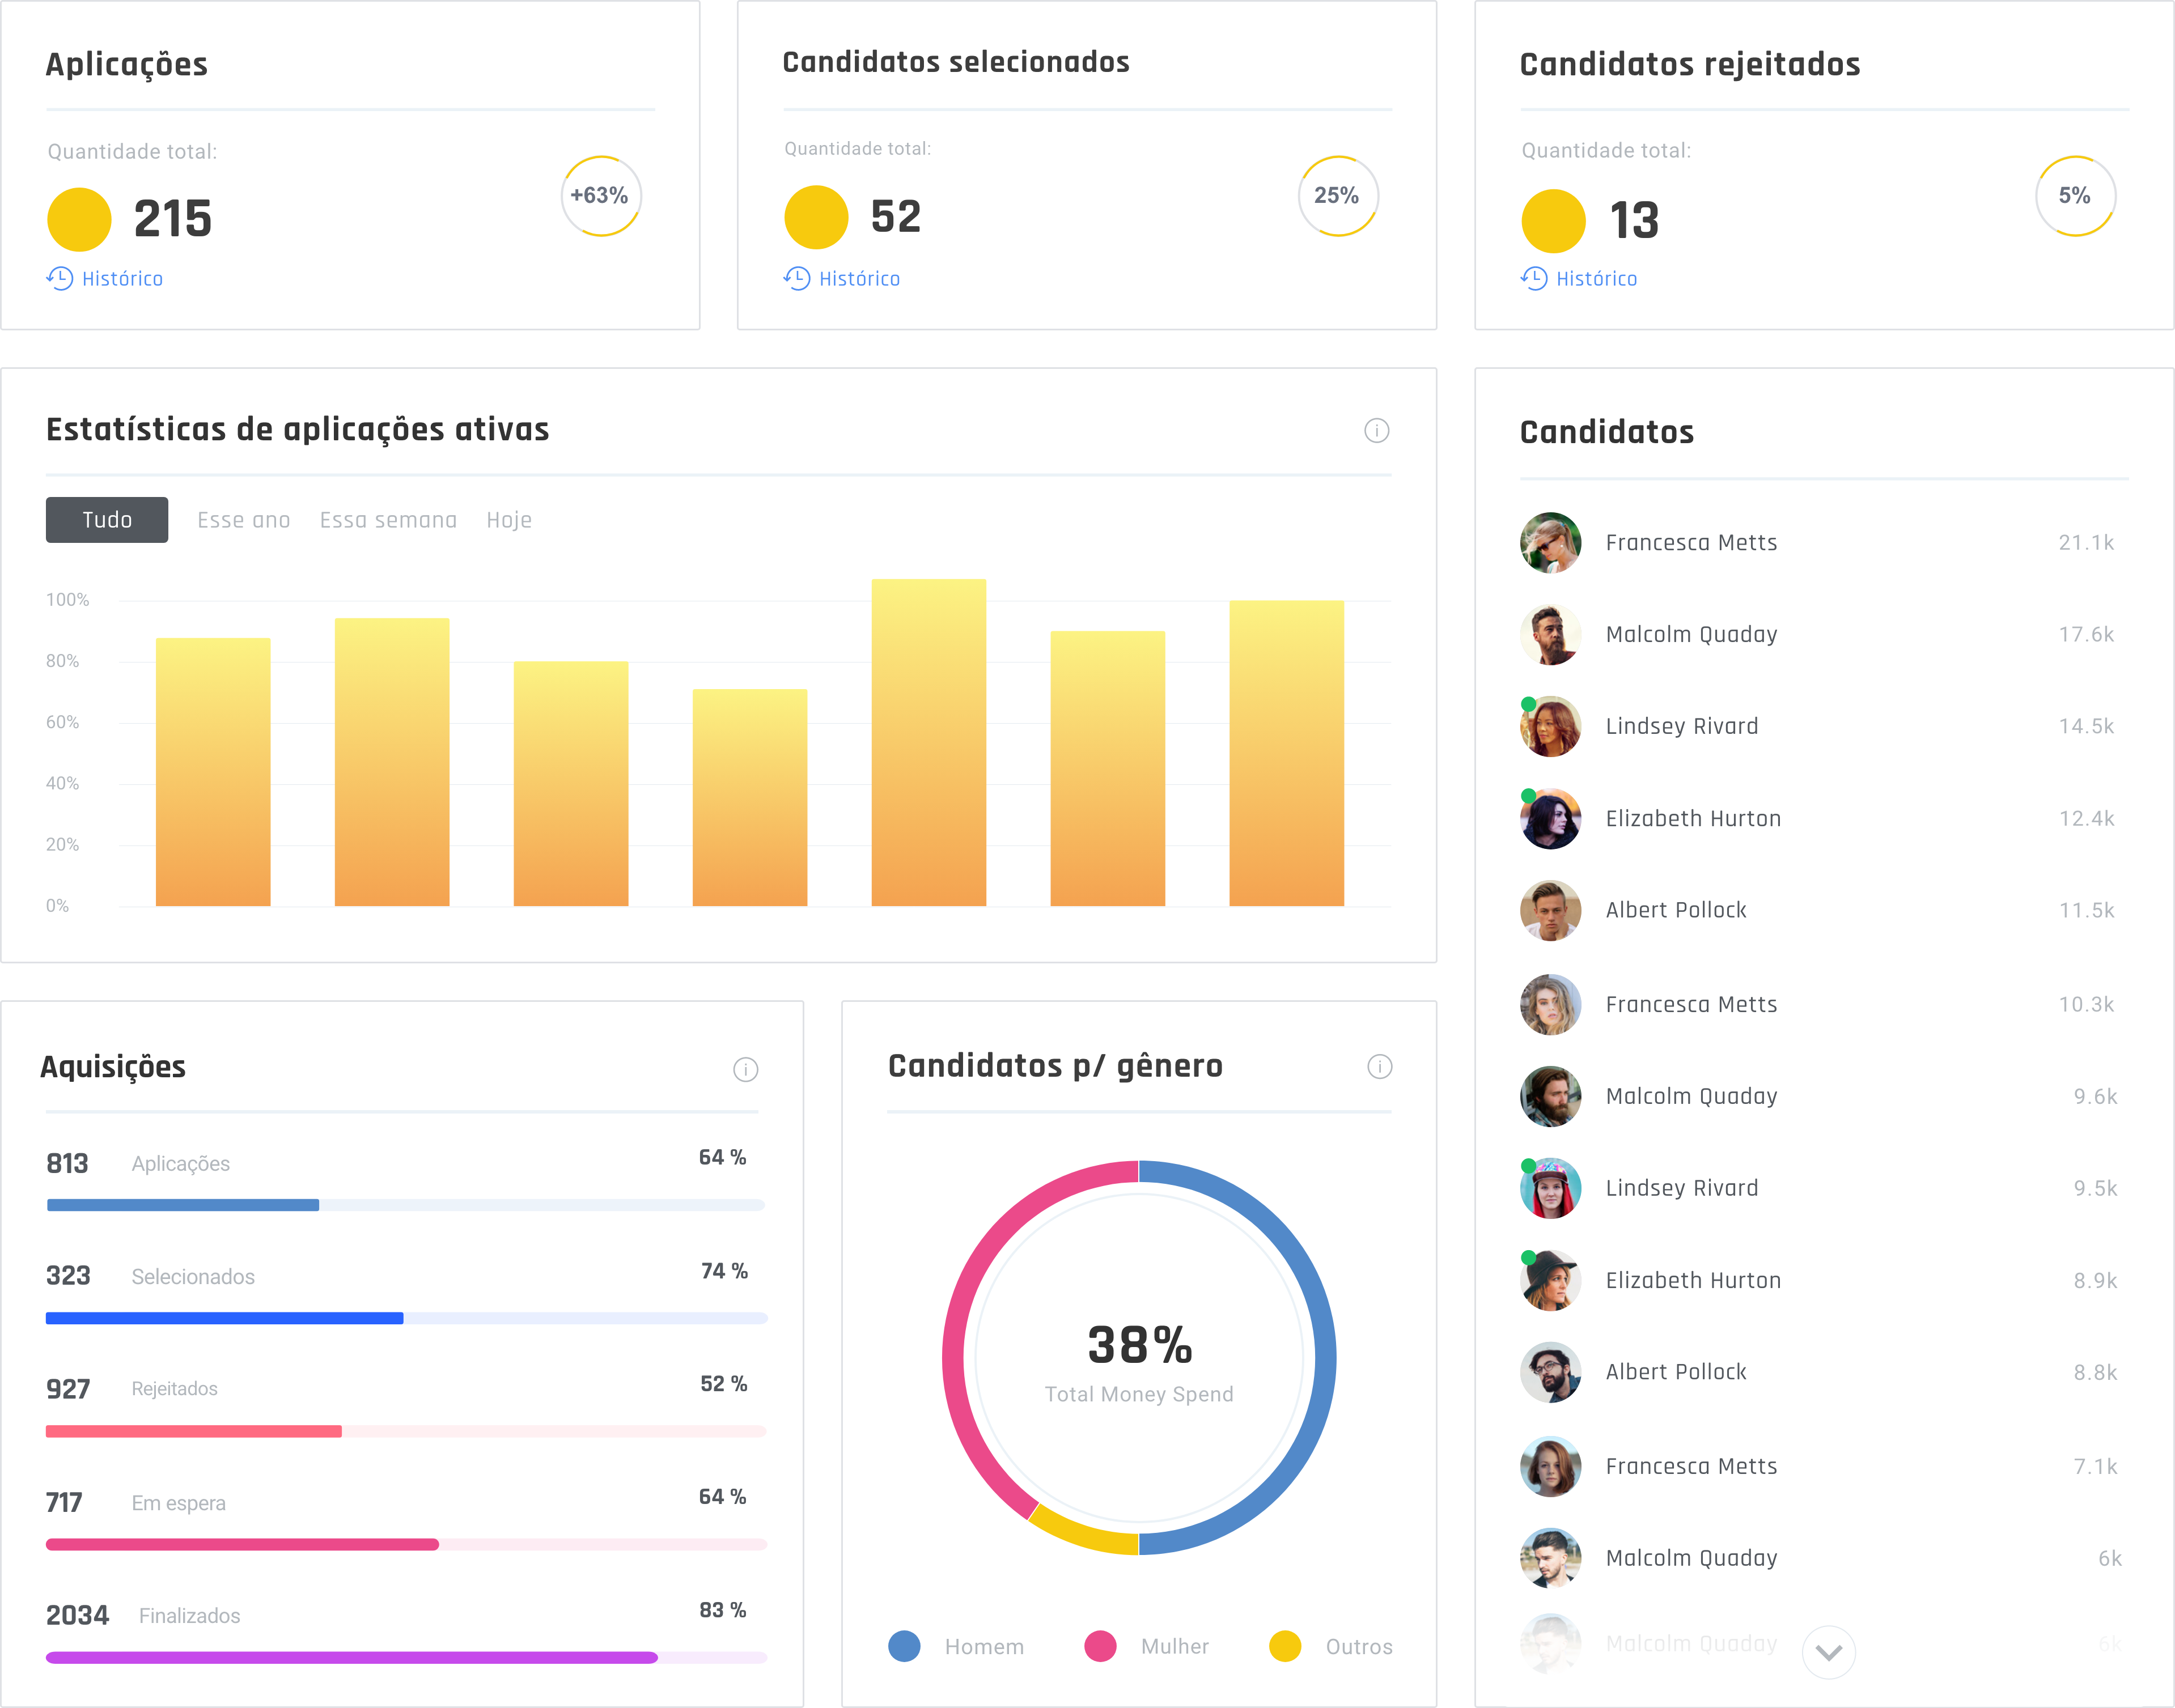 Aplicações
Quantidade total:
215
+63%
Histórico
Candidatos selecionados
Quantidade total:
52
25%
Histórico
Candidatos rejeitados
Quantidade total:
13
5%
Histórico
Estatísticas de aplicações ativas
Tudo
Esse ano
Essa semana
Hoje
100%
80%
60%
40%
20%
0%
Candidatos
Francesca Metts 21.1k
Malcolm Quaday 17.6k
Lindsey Rivard 14.5k
Elizabeth Hurton 12.4k
Albert Pollock 11.5k
Francesca Metts 10.3k
Malcolm Quaday 9.6k
Lindsey Rivard 9.5k
Elizabeth Hurton 8.9k
Albert Pollock 8.8k
Francesca Metts 7.1k
Malcolm Quaday 6k
Malcolm Quaday 6k
Aquisições
813 Aplicações 64 %
323 Selecionados 74 %
927 Rejeitados 52 %
717 Em espera 64 %
2034 Finalizados 83 %
Candidatos p/ gênero
38%
Total Money Spend
Homem
Mulher
Outros